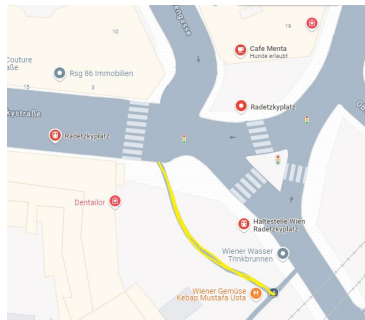 19
10
Cafe Menta
Hunde erlaubt
Couture
aße
Rsg 86 Immobilien
15
3
Radetzkyplatz
kystraße
Radetzkyplatz
Dentailor
Haltestelle Wien
Radetzkyplatz
Wiener Wasser
Trinkbrunnen
Wiener Gemüse
Kebap Mustafa Usta